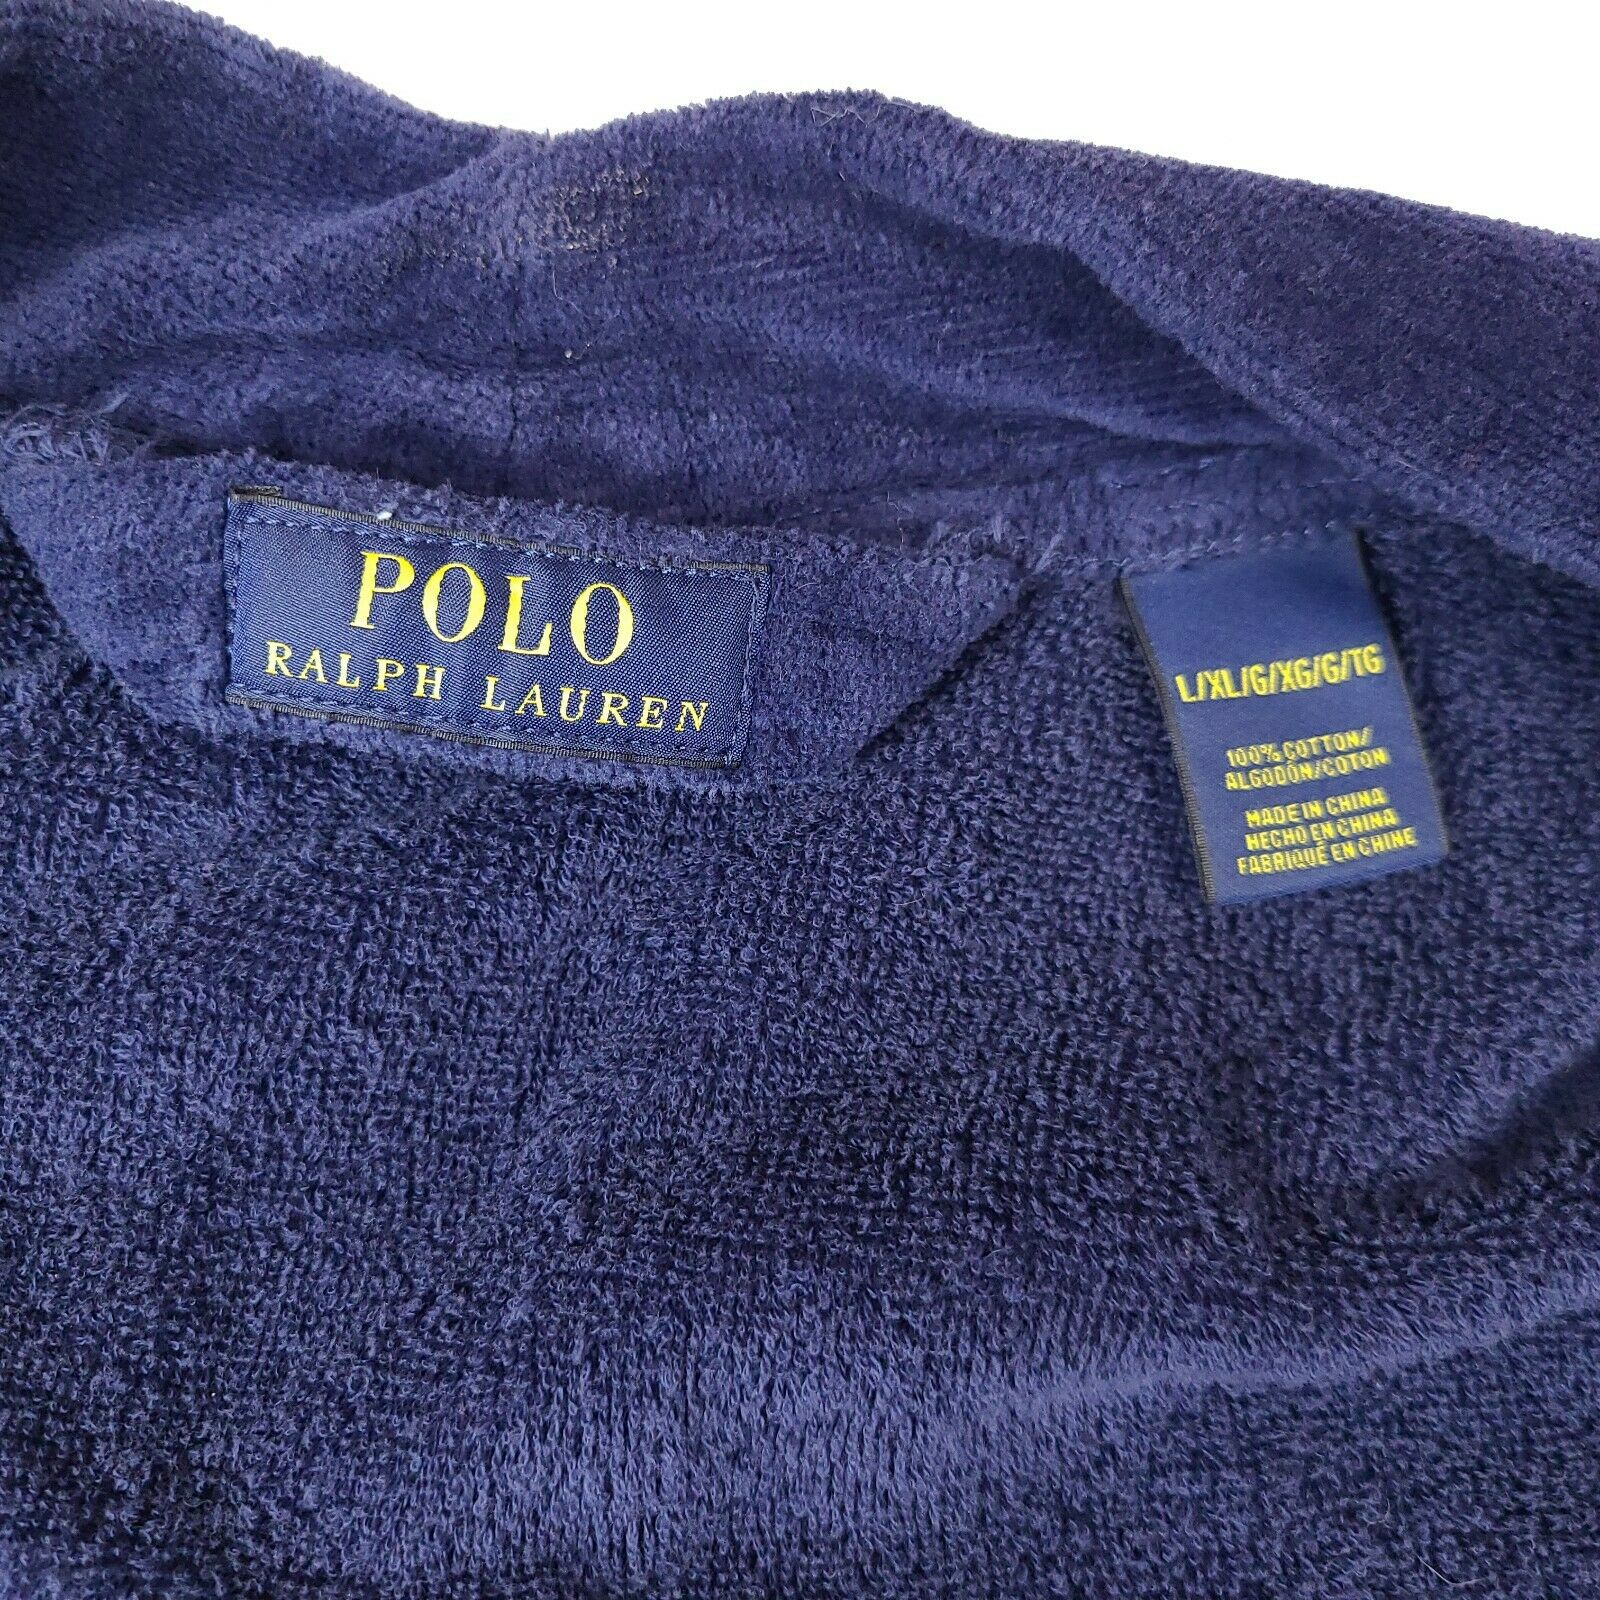 POLO
RALPH LAUREN
L/XL/G/XG/G/TG
100% COTTON/
ALGODÓN/COTON
MADE IN CHINA
HECHO EN CHINA
FABRIQUÉ EN CHINE